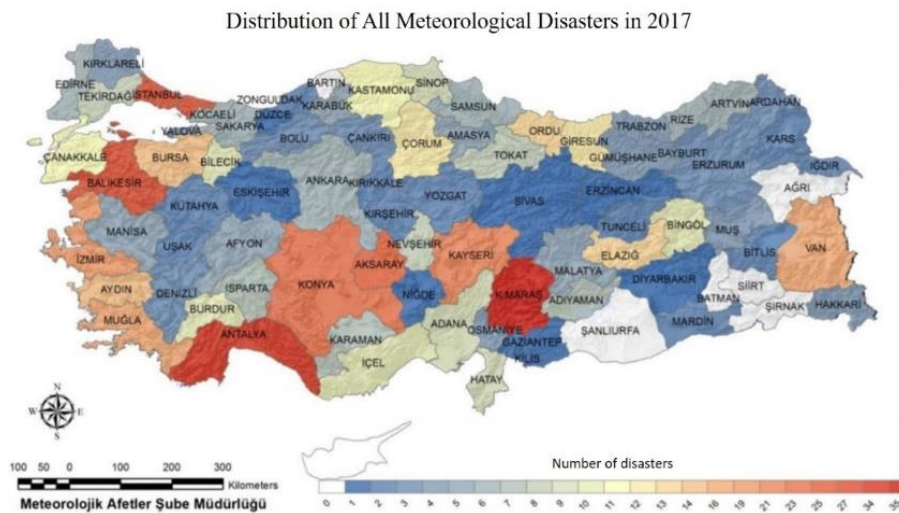 Distribution of All Meteorological Disasters in 2017
KIRKLARELİ
EDİRNE
TEKİRDAĞ
İSTANBUL
KOCAELİ
YALOVA
SAKARYA
DÜZCE
ZONGULDAK
BARTIN
KARABÜK
KASTAMONU
SİNOP
SAMSUN
BOLU
ÇANKIRI
ÇORUM
AMASYA
TOKAT
ORDU
GİRESUN
GÜMÜŞHANE
TRABZON
RİZE
ARTVİN
ARDAHAN
KARS
BAYBURT
ERZURUM
IĞDIR
AĞRI
ÇANAKKALE
BALIKESİR
BURSA
BİLECİK
ESKİŞEHİR
KÜTAHYA
ANKARA
KIRIKKALE
KIRŞEHİR
YOZGAT
SİVAS
ERZİNCAN
TUNCELİ
BİNGÖL
MUŞ
BİTLİS
VAN
MANİSA
UŞAK
AFYON
İZMİR
AYDIN
DENİZLİ
MUĞLA
BURDUR
ISPARTA
ANTALYA
KONYA
AKSARAY
NEVŞEHİR
KAYSERİ
NİĞDE
KARAMAN
İÇEL
ADANA
K.MARAŞ
MALATYA
ELAZIĞ
ADIYAMAN
DİYARBAKIR
BATMAN
SİİRT
ŞIRNAK
HAKKARİ
MARDİN
ŞANLIURFA
OSMANİYE
GAZİANTEP
KİLİS
HATAY
N
W E
S
100 50 0 100 200 300
Kilometers
Meteorolojik Afetler Şube Müdürlüğü
Number of disasters
0 1 2 3 4 5 6 7 8 9 10 11 12 13 14 16 19 21 23 25 27 34 35